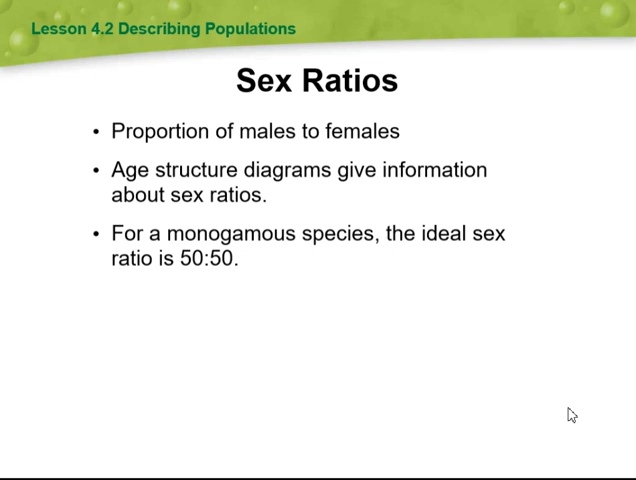 Lesson 4.2 Describing Populations
Sex Ratios
• Proportion of males to females
• Age structure diagrams give information
about sex ratios.
• For a monogamous species, the ideal sex
ratio is 50:50.